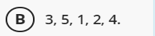 B 3, 5, 1, 2, 4.